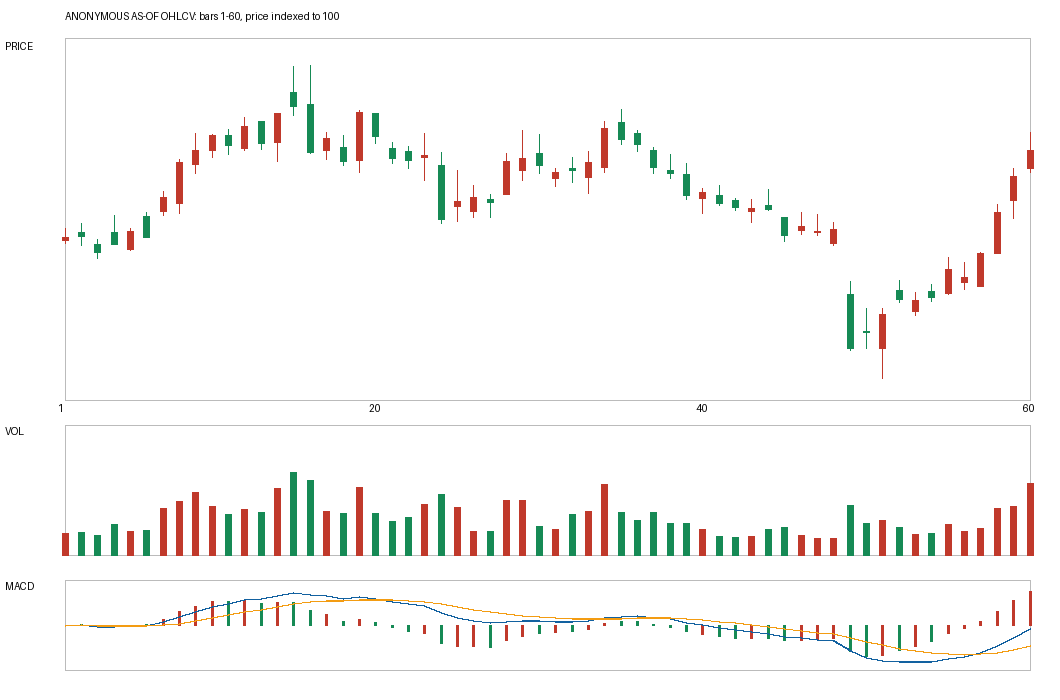 ANONYMOUS AS-OF OHLCV: bars 1-60, price indexed to 100
PRICE
1 20 40 60
VOL
MACD